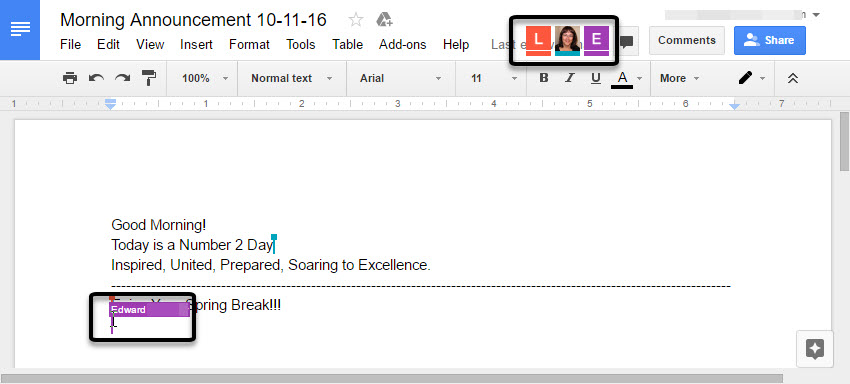 Morning Announcement 10-11-16
File Edit View Insert Format Tools Table Add-ons Help Last e
L E
Comments
Share
100% Normal text Arial 11 B I U A More
1 1 2 3 4 5 6 7
Good Morning!
Today is a Number 2 Day
Inspired, United, Prepared, Soaring to Excellence.
Spring Break!!!
Edward